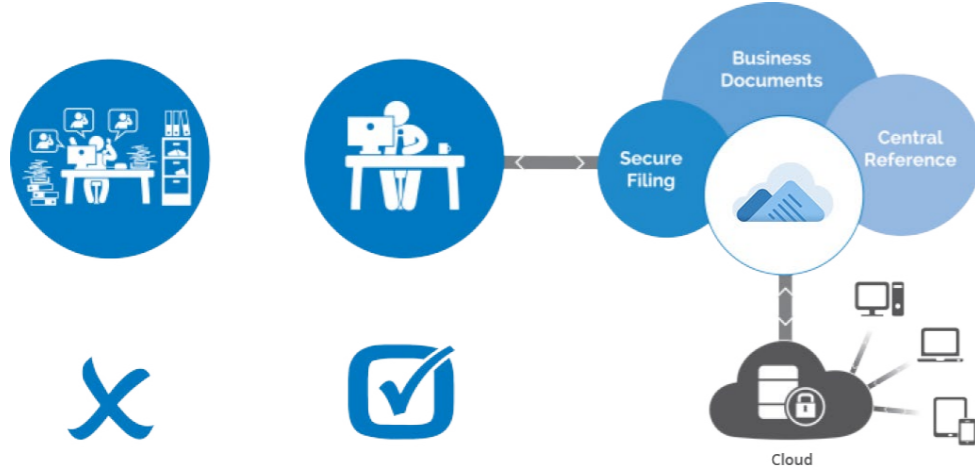 Business
Documents
Secure
Filing
Central
Reference
Cloud